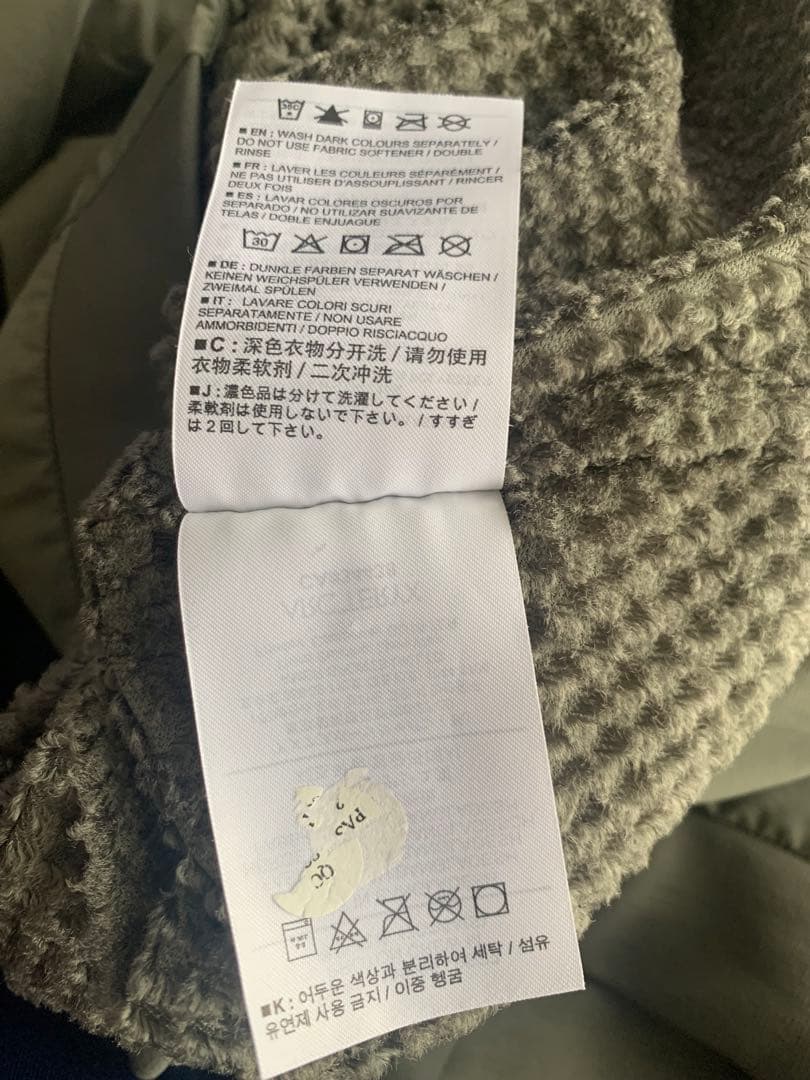 30C
■ EN : WASH DARK COLOURS SEPARATELY /
DO NOT USE FABRIC SOFTENER / DOUBLE
RINSE
■ FR : LAVER LES COULEURS SÉPARÉMENT /
NE PAS UTILISER D'ASSOUPLISSANT / RINCER
DEUX FOIS
■ ES : LAVAR COLORES OSCUROS POR
SEPARADO / NO UTILIZAR SUAVIZANTE DE
TELAS / DOBLE ENJUAGUE
30
■ DE : DUNKLE FARBEN SEPARAT WÄSCHEN /
KEINEN WEICHSPÜLER VERWENDEN /
ZWEIMAL SPÜLEN
■ IT : LAVARE COLORI SCURI
SEPARATAMENTE / NON USARE
AMMORBIDENTI / DOPPIO RISCIACQUO
■C : 深色衣物分开洗 / 请勿使用
衣物柔软剂 / 二次冲洗
■J : 濃色品は分けて洗濯してください /
柔軟剤は使用しないで下さい。 / すすぎ
は2回して下さい。
ARC'TERYX
QC
■K : 어두운 색상과 분리하여 세탁 / 섬유
유연제 사용 금지 / 이중 헹굼